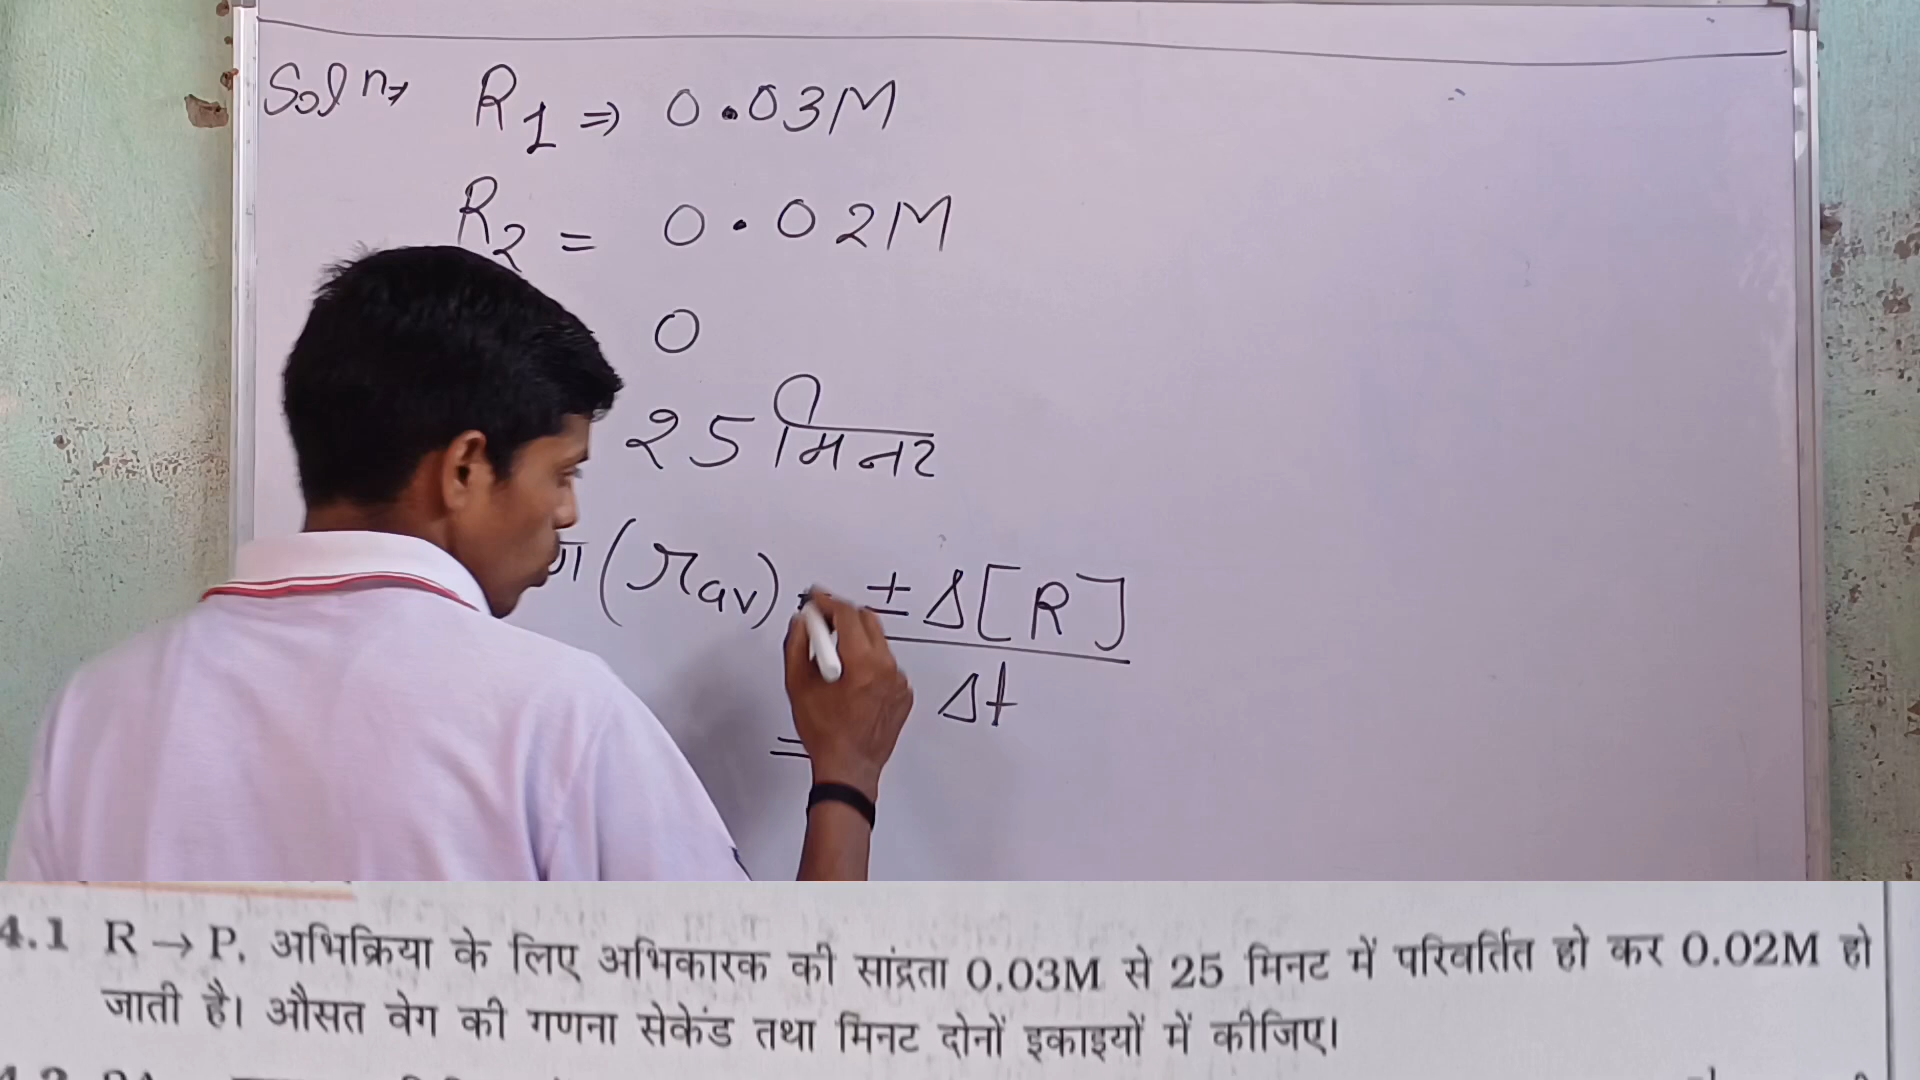 Solⁿ⇒ R₁ ⇒ 0.03M
R₂ = 0.02M
0
25 मिनट
ग (rav) = ± Δ[R]
Δt
=
4.1 R → P, अभिक्रिया के लिए अभिकारक की सांद्रता 0.03M से 25 मिनट में परिवर्तित हो कर 0.02M हो
जाती है। औसत वेग की गणना सेकेंड तथा मिनट दोनों इकाइयों में कीजिए।